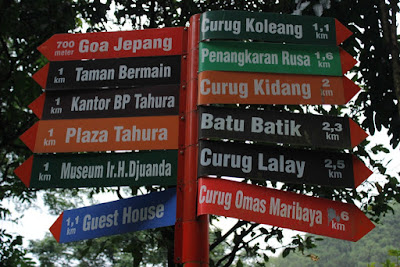 700 meter Goa Jepang
1 km Taman Bermain
1 km Kantor BP Tahura
1 km Plaza Tahura
1 km Museum Ir.H.Djuanda
1,1 km Guest House
Curug Koleang 1,1 km
Penangkaran Rusa 1,6 km
Curug Kidang 2 km
Batu Batik 2,3 km
Curug Lalay 2,5 km
Curug Omas Maribaya 6 km